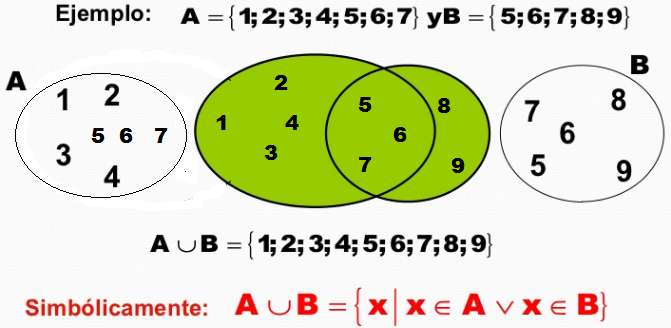 Ejemplo: A = {1;2;3;4;5;6;7} yB = {5;6;7;8;9}
A
1 2
5 6 7
3
4
2
1 4
3
5
6
7
8
9
B
7 8
6
5 9
A ∪ B = {1;2;3;4;5;6;7;8;9}
Simbólicamente: A ∪ B = {x | x ∈ A ∨ x ∈ B}